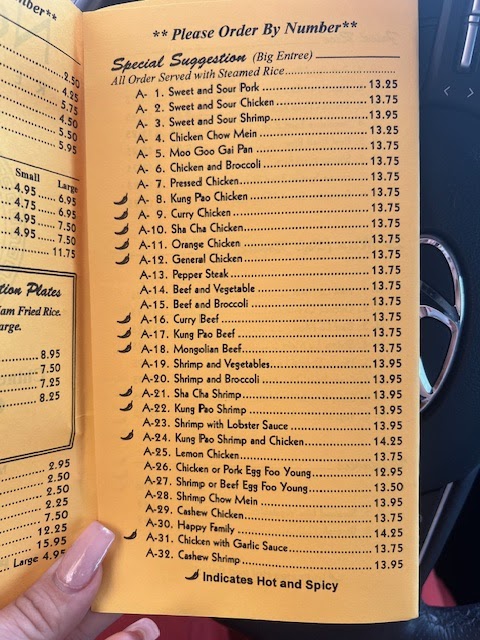 mber**
2.50
4.25
5.75
4.50
5.50
5.95
Small Large
4.95 6.95
4.75 6.95
4.95 7.50
4.95 7.50
11.75
tion Plates
am Fried Rice.
arge.
8.95
7.50
7.25
8.25
2.95
2.50
2.50
2.25
7.50
12.25
15.95
Large 4.95
** Please Order By Number**
Special Suggestion (Big Entree)
All Order Served with Steamed Rice
A- 1. Sweet and Sour Pork 13.25
A- 2. Sweet and Sour Chicken 13.75
A- 3. Sweet and Sour Shrimp 13.95
A- 4. Chicken Chow Mein 13.25
A- 5. Moo Goo Gai Pan 13.75
A- 6. Chicken and Broccoli 13.75
A- 7. Pressed Chicken 13.75
A- 8. Kung Pao Chicken 13.75
A- 9. Curry Chicken 13.75
A-10. Sha Cha Chicken 13.75
A-11. Orange Chicken 13.75
A-12. General Chicken 13.75
A-13. Pepper Steak 13.75
A-14. Beef and Vegetable 13.75
A-15. Beef and Broccoli 13.75
A-16. Curry Beef 13.75
A-17. Kung Pao Beef 13.75
A-18. Mongolian Beef 13.75
A-19. Shrimp and Vegetables 13.95
A-20. Shrimp and Broccoli 13.95
A-21. Sha Cha Shrimp 13.95
A-22. Kung Pao Shrimp 13.95
A-23. Shrimp with Lobster Sauce 13.95
A-24. Kung Pao Shrimp and Chicken 14.25
A-25. Lemon Chicken 13.75
A-26. Chicken or Pork Egg Foo Young 12.95
A-27. Shrimp or Beef Egg Foo Young 13.50
A-28. Shrimp Chow Mein 13.95
A-29. Cashew Chicken 13.75
A-30. Happy Family 14.25
A-31. Chicken with Garlic Sauce 13.75
A-32. Cashew Shrimp 13.95
Indicates Hot and Spicy